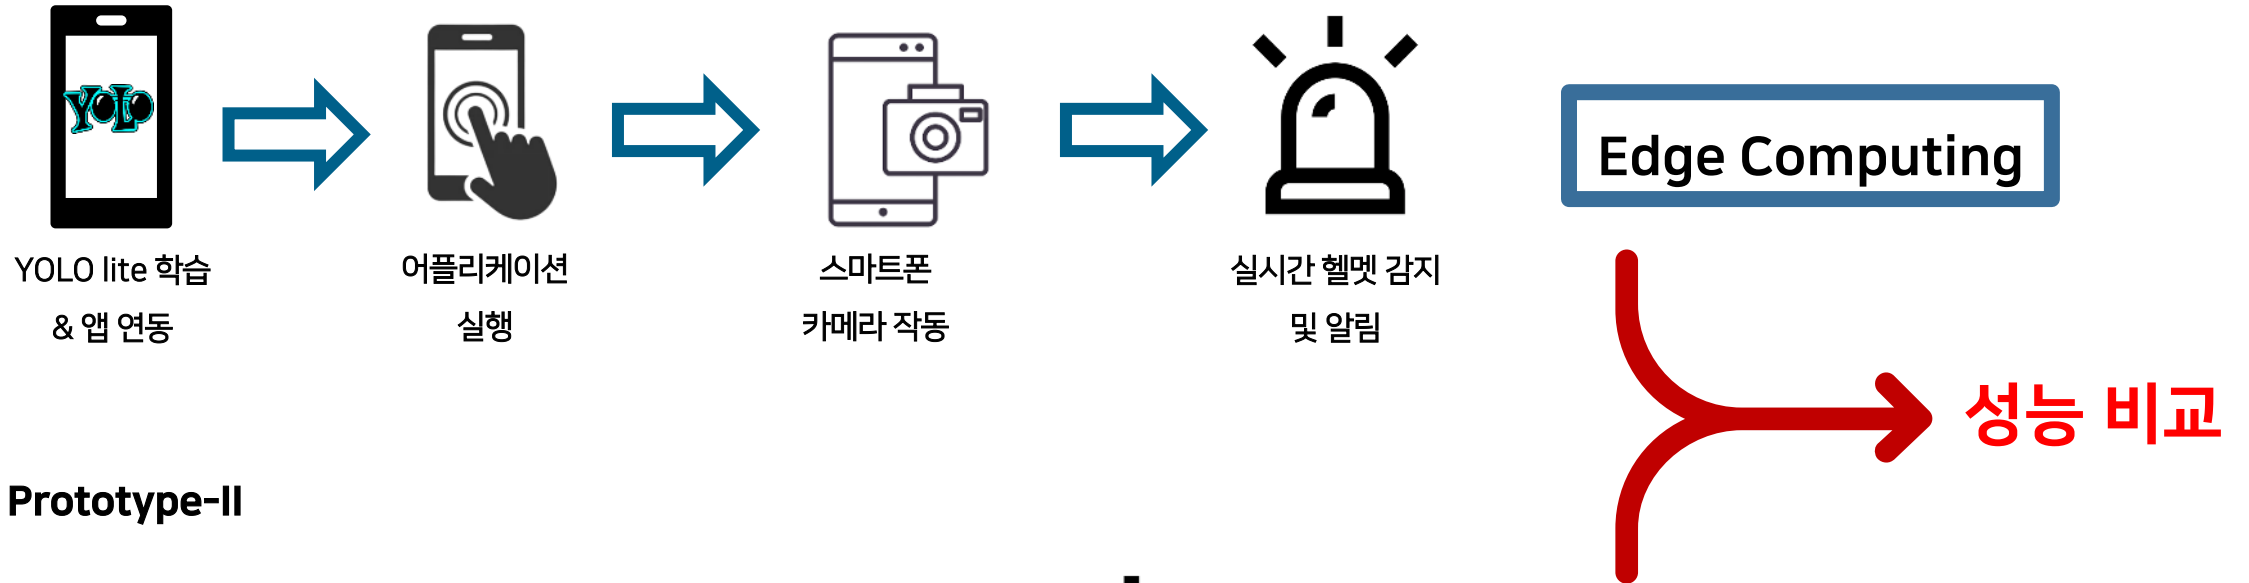 YOLO
YOLO lite 학습
& 앱 연동
어플리케이션
실행
스마트폰
카메라 작동
실시간 헬멧 감지
및 알림
Edge Computing
성능 비교
Prototype-II